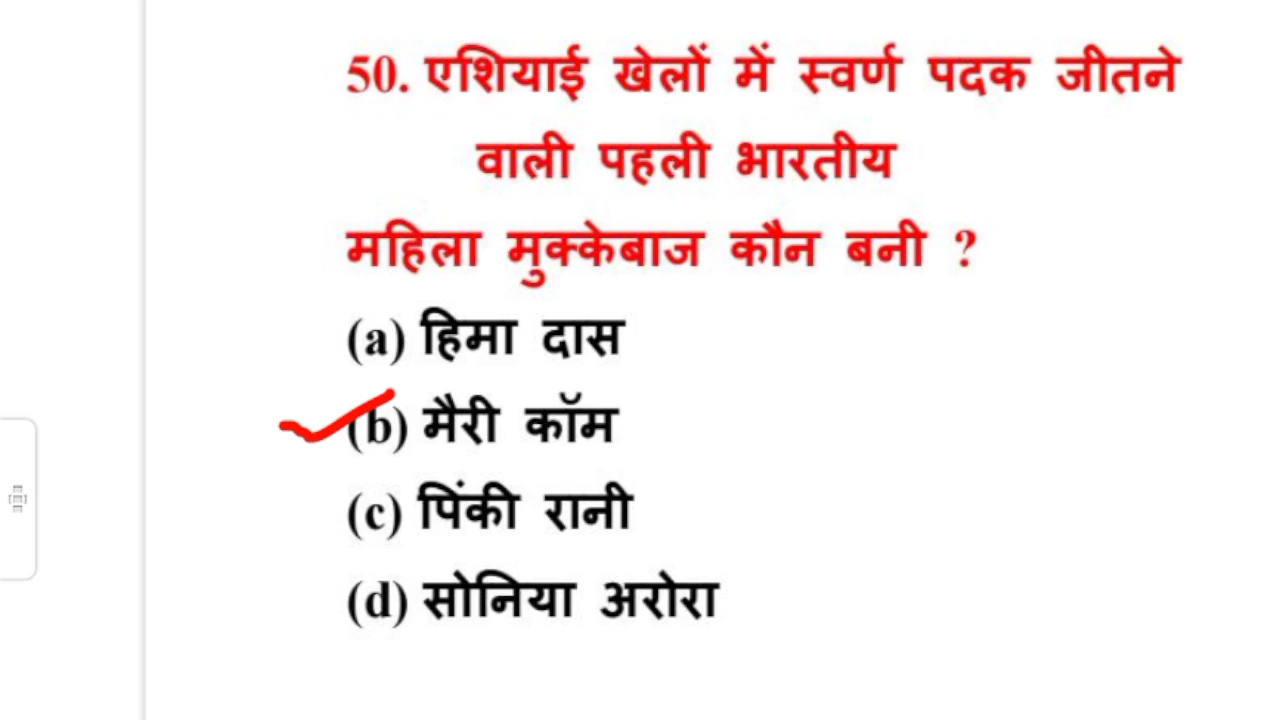 50. एशियाई खेलों में स्वर्ण पदक जीतने
वाली पहली भारतीय
महिला मुक्केबाज कौन बनी ?
(a) हिमा दास
(b) मैरी कॉम
(c) पिंकी रानी
(d) सोनिया अरोरा